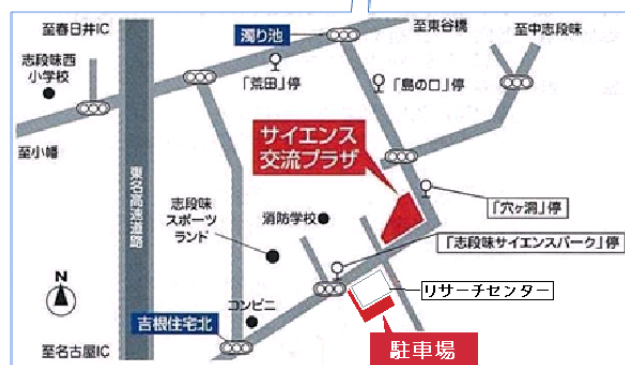 至春日井IC
濁り池
至東谷橋
至中志段味
志段味西
小学校
「荒田」停
「島の口」停
至小幡
サイエンス
交流プラザ
東名高速道路
志段味
スポーツ
ランド
消防学校
「穴ヶ洞」停
「志段味サイエンスパーク」停
N
コンビニ
リサーチセンター
吉根住宅北
至名古屋IC
駐車場